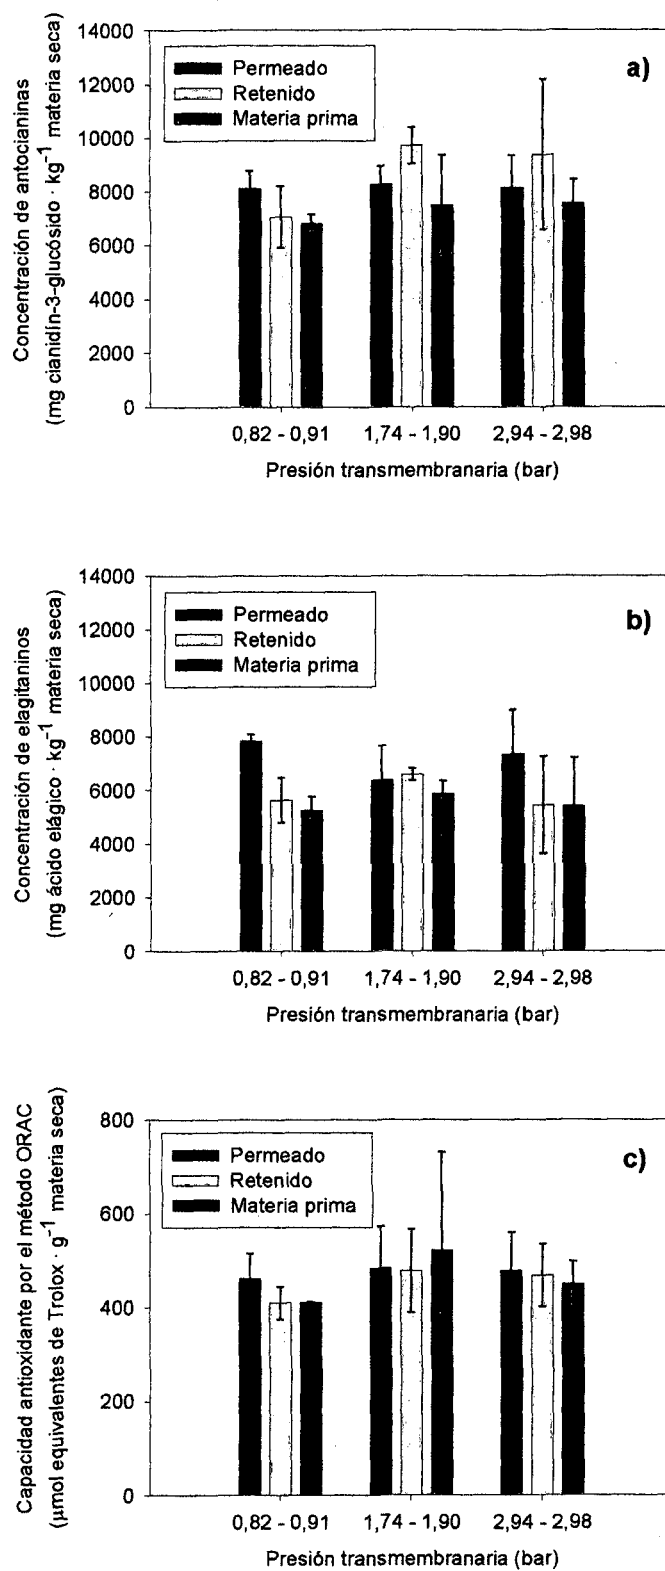 14000
12000
10000
8000
6000
4000
2000
0
Concentración de antocianinas
(mg cianidín-3-glucósido · kg⁻¹ materia seca)
Permeado
Retenido
Materia prima
a)
0,82 - 0,91 1,74 - 1,90 2,94 - 2,98
Presión transmembranaria (bar)
14000
12000
10000
8000
6000
4000
2000
0
Concentración de elagitaninos
(mg ácido elágico · kg⁻¹ materia seca)
Permeado
Retenido
Materia prima
b)
0,82 - 0,91 1,74 - 1,90 2,94 - 2,98
Presión transmembranaria (bar)
800
600
400
200
0
Capacidad antioxidante por el método ORAC
(µmol equivalentes de Trolox · g⁻¹ materia seca)
Permeado
Retenido
Materia prima
c)
0,82 - 0,91 1,74 - 1,90 2,94 - 2,98
Presión transmembranaria (bar)